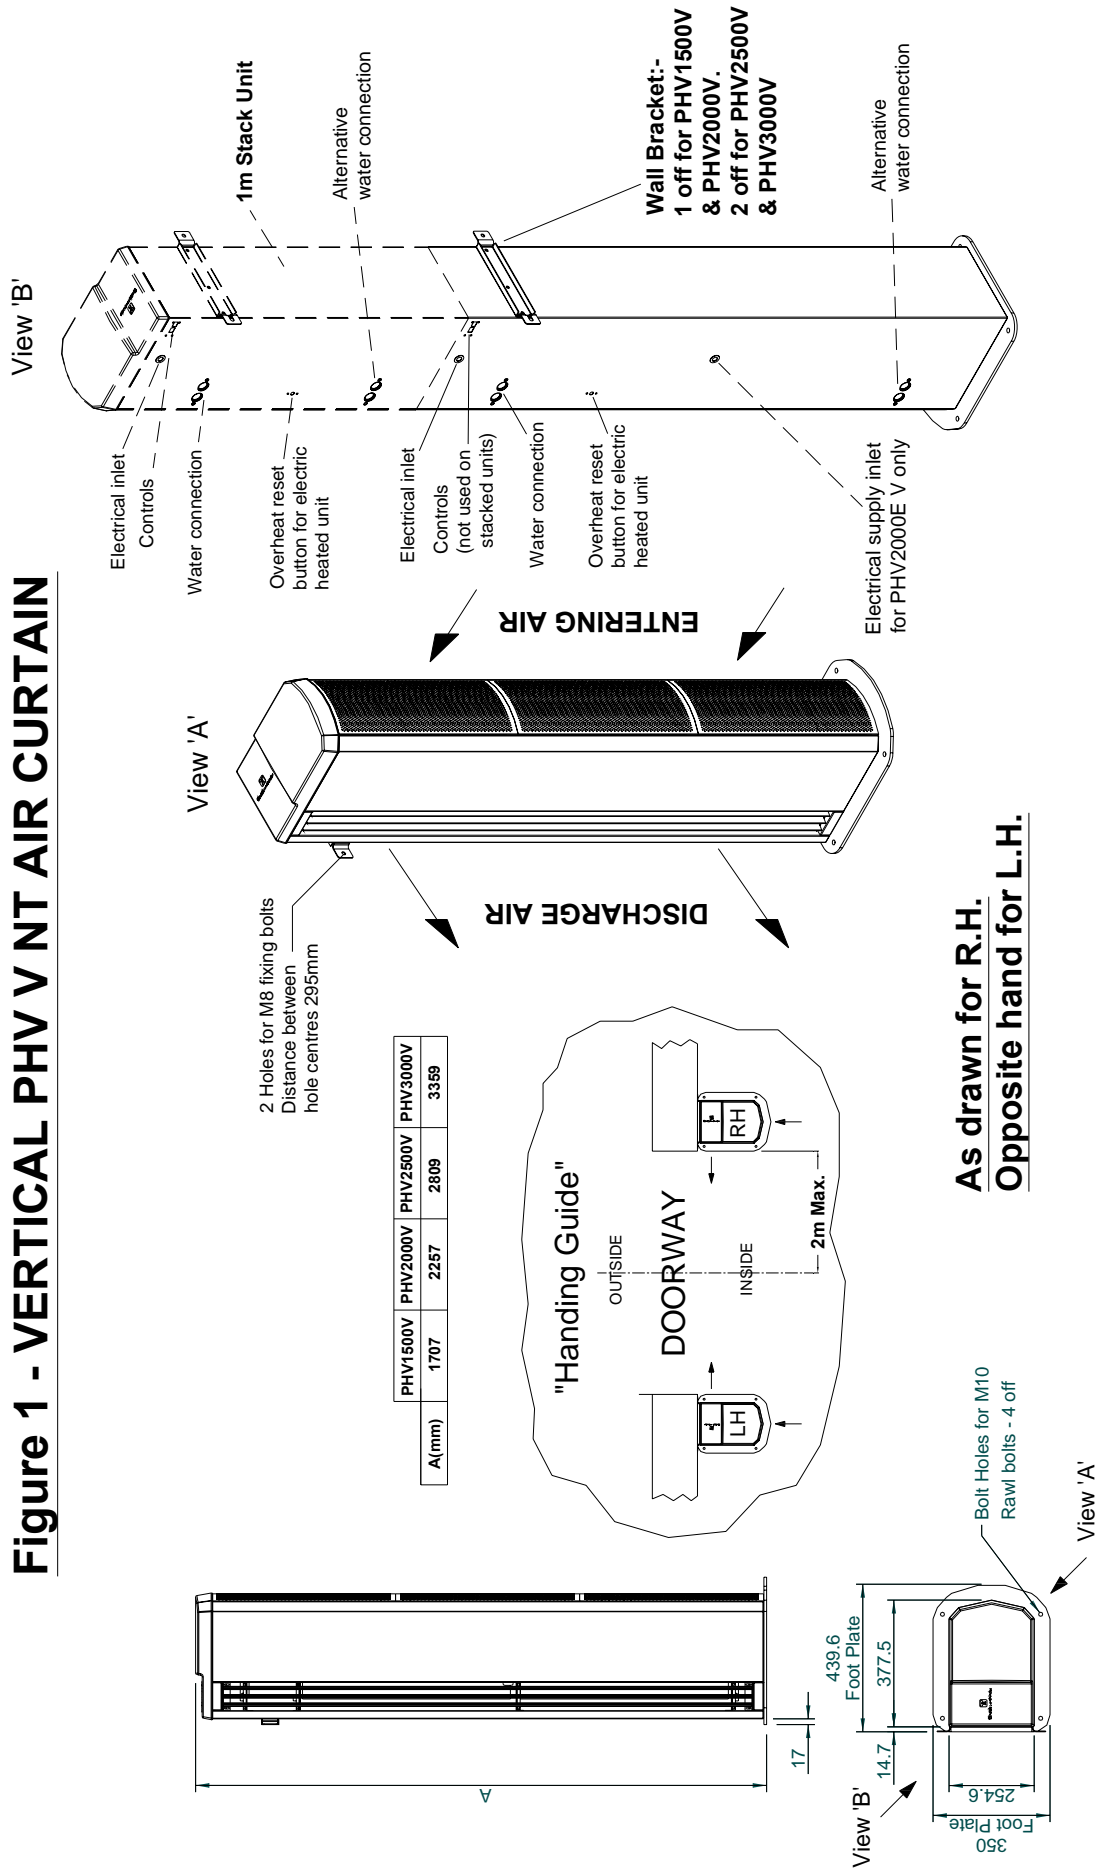 Figure 1 - VERTICAL PHV V NT AIR CURTAIN
View 'B'
Electrical inlet
Controls
Water connection
Overheat reset
button for electric
heated unit
Electrical inlet
Controls
(not used on
stacked units)
Water connection
Overheat reset
button for electric
heated unit
Electrical supply inlet
for PHV2000E V only
1m Stack Unit
Alternative
water connection
Wall Bracket:-
1 off for PHV1500V
& PHV2000V.
2 off for PHV2500V
& PHV3000V
Alternative
water connection
View 'A'
2 Holes for M8 fixing bolts
Distance between
hole centres 295mm
ENTERING AIR
DISCHARGE AIR
PHV1500V PHV2000V PHV2500V PHV3000V
A(mm) 1707 2257 2809 3359
"Handing Guide"
OUTSIDE
DOORWAY
INSIDE
LH
RH
2m Max.
As drawn for R.H.
Opposite hand for L.H.
A
17
439.6
Foot Plate
377.5
14.7
254.6
350
Foot Plate
View 'B'
Bolt Holes for M10
Rawl bolts - 4 off
View 'A'